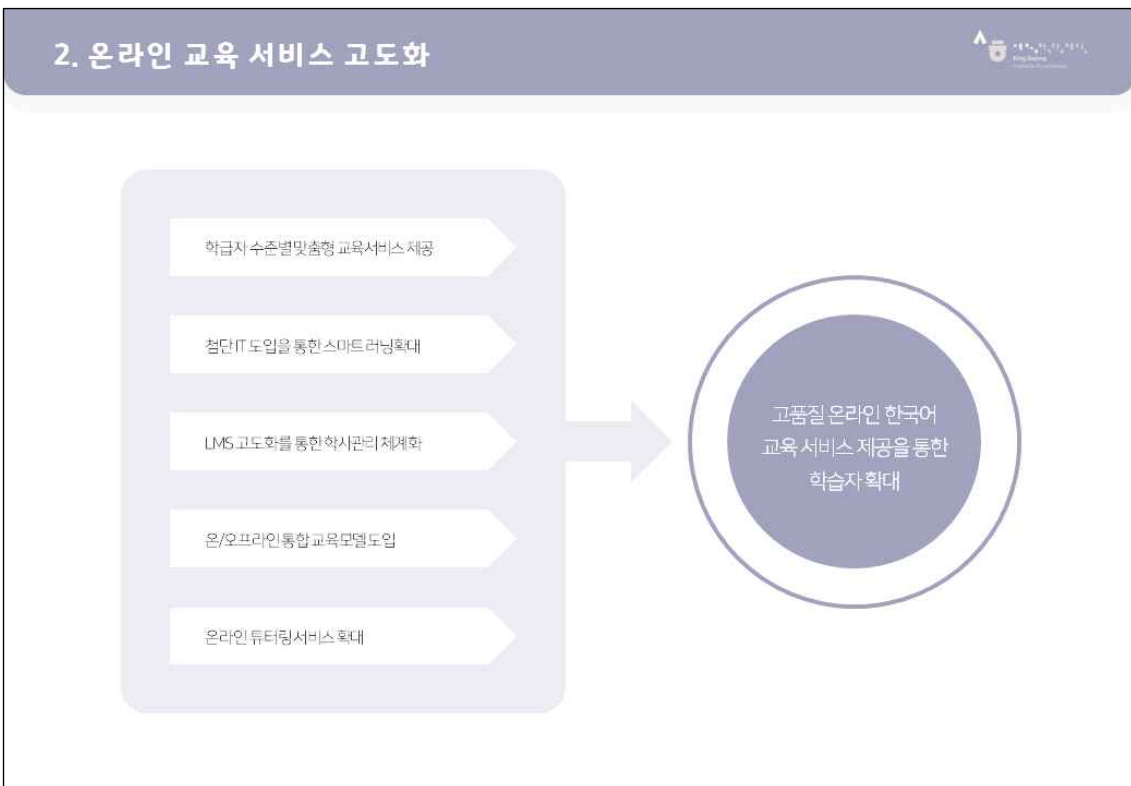 2. 온라인 교육 서비스 고도화
King Sejong
학급자 수준별 맞춤형 교육서비스 제공
첨단 IT 도입을 통한 스마트 러닝 확대
LMS 고도화를 통한 학사관리 체계화
온/오프라인 통합 교육모델 도입
온라인 튜터링 서비스 확대
고품질 온라인 한국어
교육 서비스 제공을 통한
학습자 확대